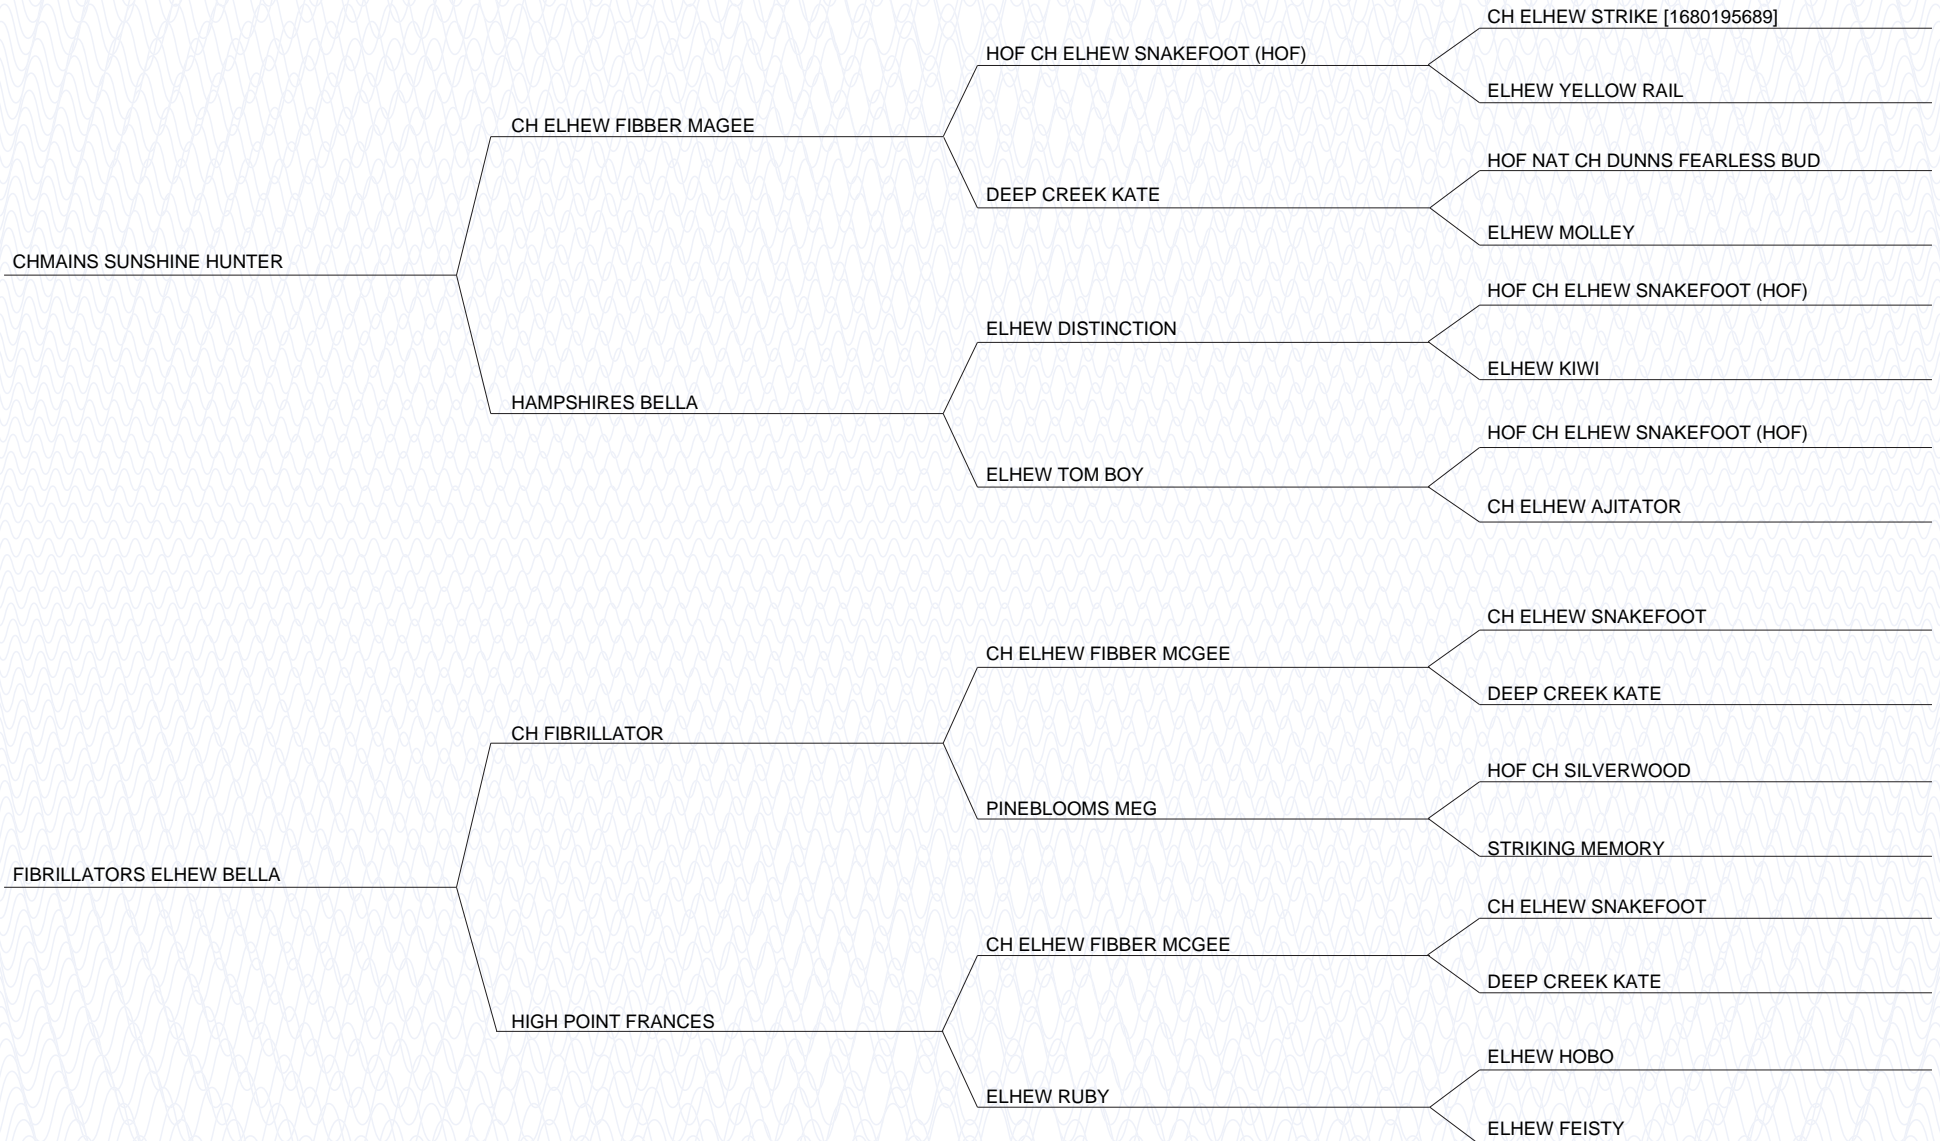 CH ELHEW STRIKE [1680195689]
HOF CH ELHEW SNAKEFOOT (HOF)
ELHEW YELLOW RAIL
CH ELHEW FIBBER MAGEE
HOF NAT CH DUNNS FEARLESS BUD
DEEP CREEK KATE
ELHEW MOLLEY
CHMAINS SUNSHINE HUNTER
HOF CH ELHEW SNAKEFOOT (HOF)
ELHEW DISTINCTION
ELHEW KIWI
HAMPSHIRES BELLA
HOF CH ELHEW SNAKEFOOT (HOF)
ELHEW TOM BOY
CH ELHEW AJITATOR
CH ELHEW SNAKEFOOT
CH ELHEW FIBBER MCGEE
DEEP CREEK KATE
CH FIBRILLATOR
HOF CH SILVERWOOD
PINEBLOOMS MEG
STRIKING MEMORY
FIBRILLATORS ELHEW BELLA
CH ELHEW SNAKEFOOT
CH ELHEW FIBBER MCGEE
DEEP CREEK KATE
HIGH POINT FRANCES
ELHEW HOBO
ELHEW RUBY
ELHEW FEISTY